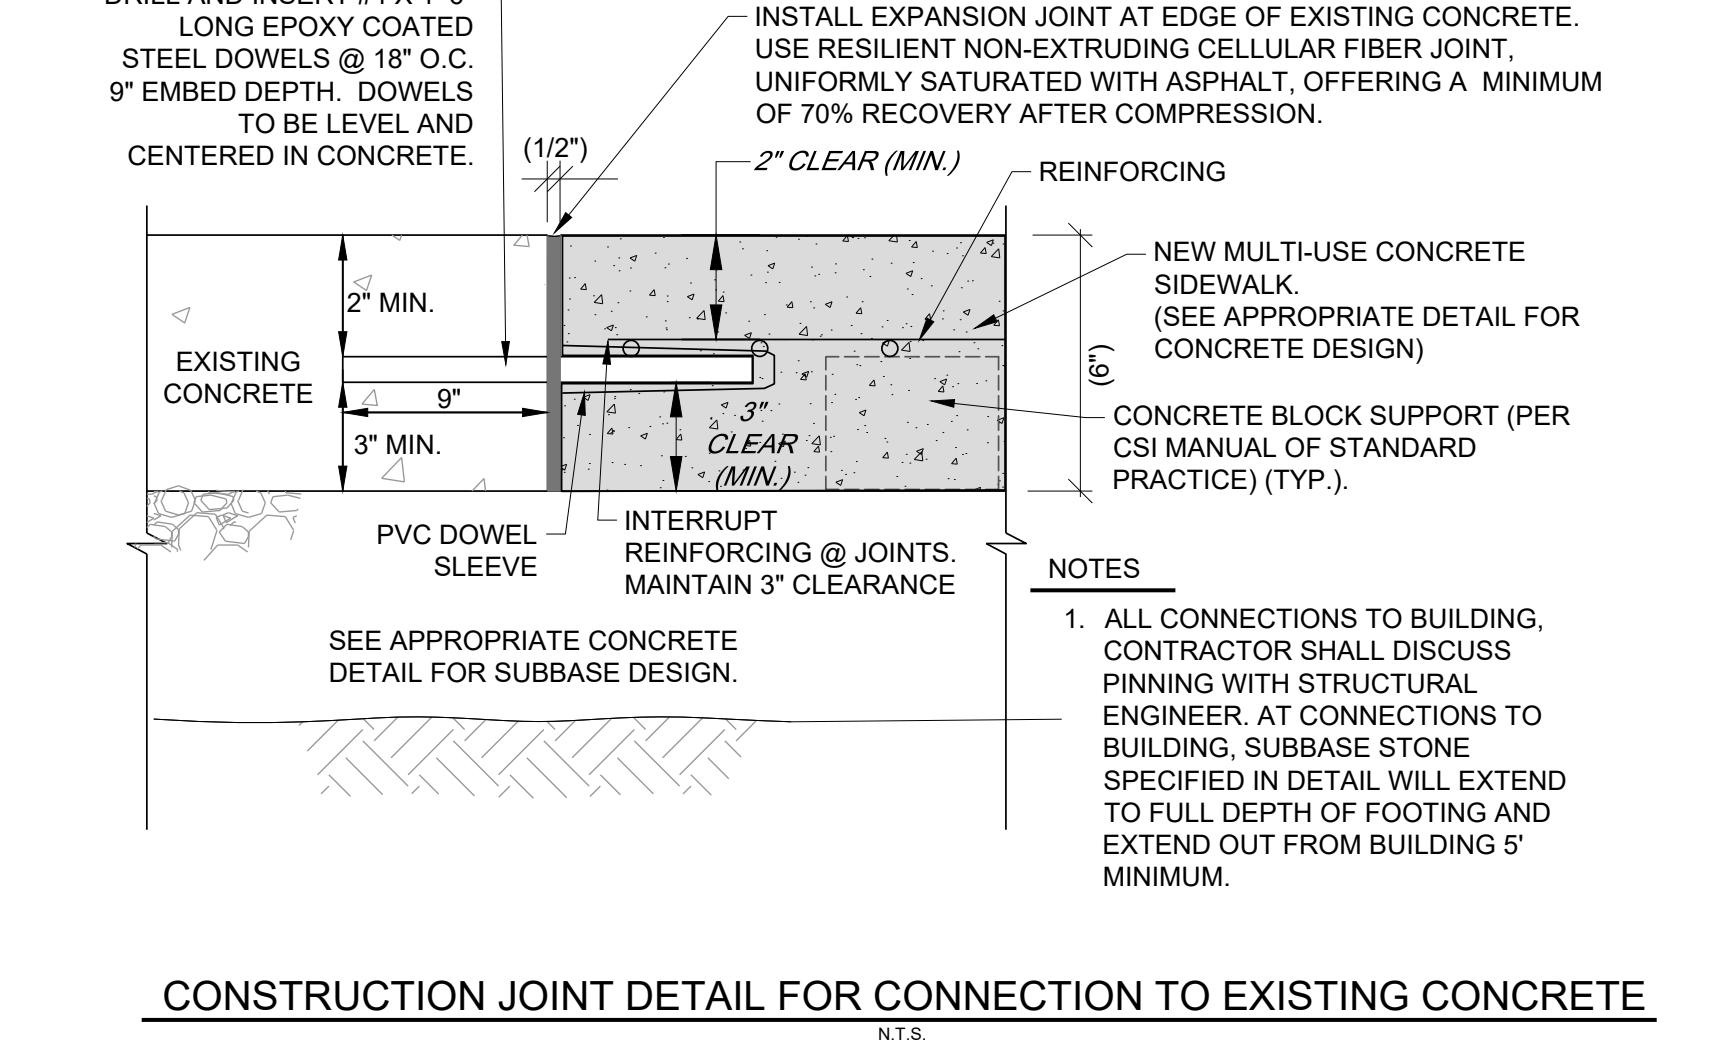 DRILL AND INSERT
LONG EPOXY COATED
STEEL DOWELS @ 18" O.C.
9" EMBED DEPTH.  DOWELS
TO BE LEVEL AND
CENTERED IN CONCRETE.
INSTALL EXPANSION JOINT AT EDGE OF EXISTING CONCRETE.
USE RESILIENT NON-EXTRUDING CELLULAR FIBER JOINT,
UNIFORMLY SATURATED WITH ASPHALT, OFFERING A  MINIMUM
OF 70% RECOVERY AFTER COMPRESSION.
(1/2")
2" CLEAR (MIN.)
REINFORCING
NEW MULTI-USE CONCRETE
SIDEWALK.
(SEE APPROPRIATE DETAIL FOR
CONCRETE DESIGN)
2" MIN.
EXISTING
CONCRETE
9"
3" MIN.
3"
CLEAR
(MIN.)
(6")
CONCRETE BLOCK SUPPORT (PER
CSI MANUAL OF STANDARD
PRACTICE) (TYP.).
PVC DOWEL
SLEEVE
INTERRUPT
REINFORCING @ JOINTS.
MAINTAIN 3" CLEARANCE
SEE APPROPRIATE CONCRETE
DETAIL FOR SUBBASE DESIGN.
NOTES
1. ALL CONNECTIONS TO BUILDING,
CONTRACTOR SHALL DISCUSS
PINNING WITH STRUCTURAL
ENGINEER. AT CONNECTIONS TO
BUILDING, SUBBASE STONE
SPECIFIED IN DETAIL WILL EXTEND
TO FULL DEPTH OF FOOTING AND
EXTEND OUT FROM BUILDING 5'
MINIMUM.
CONSTRUCTION JOINT DETAIL FOR CONNECTION TO EXISTING CONCRETE
N.T.S.